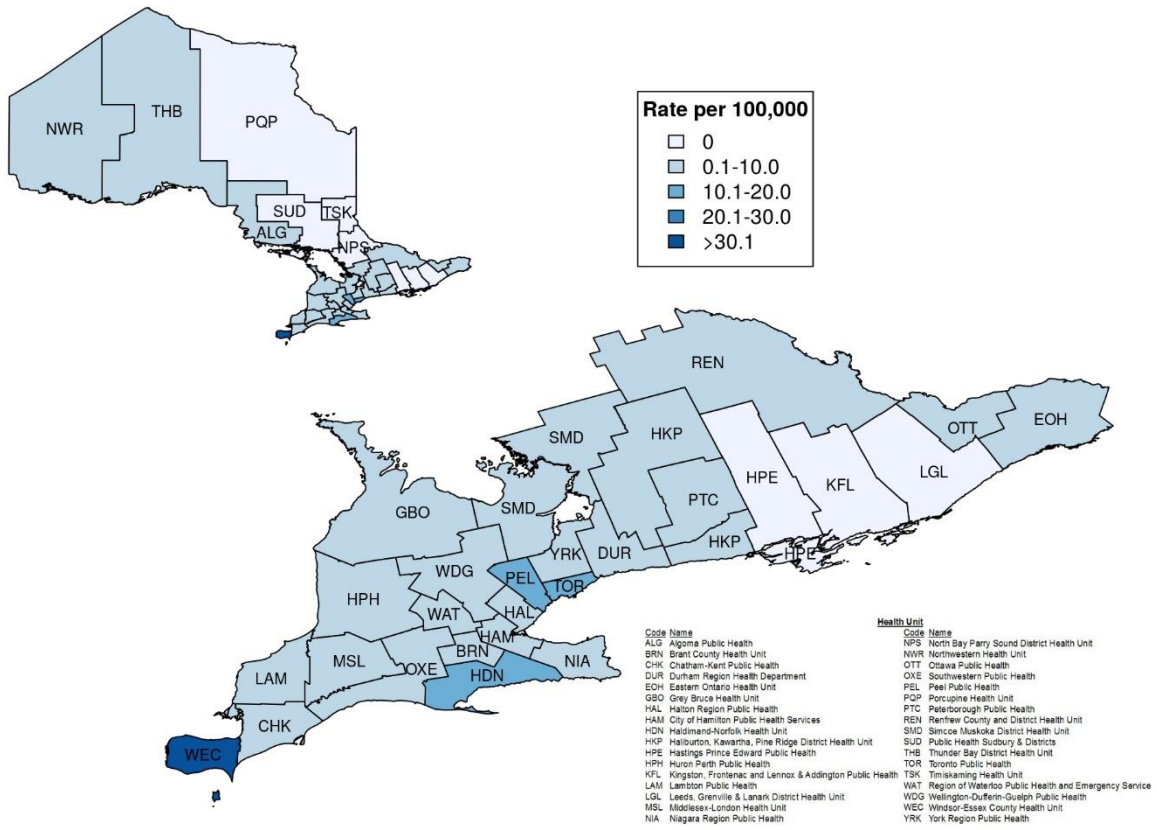 THB
NWR
PQP
SUD
TSK
ALG
NPS
Rate per 100,000
0
0.1-10.0
10.1-20.0
20.1-30.0
>30.1
REN
SMD
HKP
OTT
EOH
HPE
KFL
LGL
PTC
GBO
SMD
YRK
DUR
HKP
HPE
WDG
PEL
TOR
HPH
WAT
HAL
HAM
MSL
OXE
BRN
NIA
LAM
HDN
CHK
WEC
Health Unit
Code Name
ALG Algoma Public Health
BRN Brant County Health Unit
CHK Chatham-Kent Public Health
DUR Durham Region Health Department
EOH Eastern Ontario Health Unit
GBO Grey Bruce Health Unit
HAL Halton Region Public Health
HAM City of Hamilton Public Health Services
HDN Haldimand-Norfolk Health Unit
HKP Haliburton, Kawartha, Pine Ridge District Health Unit
HPE Hastings Prince Edward Public Health
HPH Huron Perth Public Health
KFL Kingston, Frontenac and Lennox & Addington Public Health
LAM Lambton Public Health
LGL Leeds, Grenville & Lanark District Health Unit
MSL Middlesex-London Health Unit
NIA Niagara Region Public Health
Code Name
NPS North Bay Parry Sound District Health Unit
NWR Northwestern Health Unit
OTT Ottawa Public Health
OXE Southwestern Public Health
PEL Peel Public Health
PQP Porcupine Health Unit
PTC Peterborough Public Health
REN Renfrew County and District Health Unit
SMD Simcoe Muskoka District Health Unit
SUD Public Health Sudbury & Districts
THB Thunder Bay District Health Unit
TOR Toronto Public Health
TSK Timiskaming Health Unit
WAT Region of Waterloo Public Health and Emergency Service
WDG Wellington-Dufferin-Guelph Public Health
WEC Windsor-Essex County Health Unit
YRK York Region Public Health